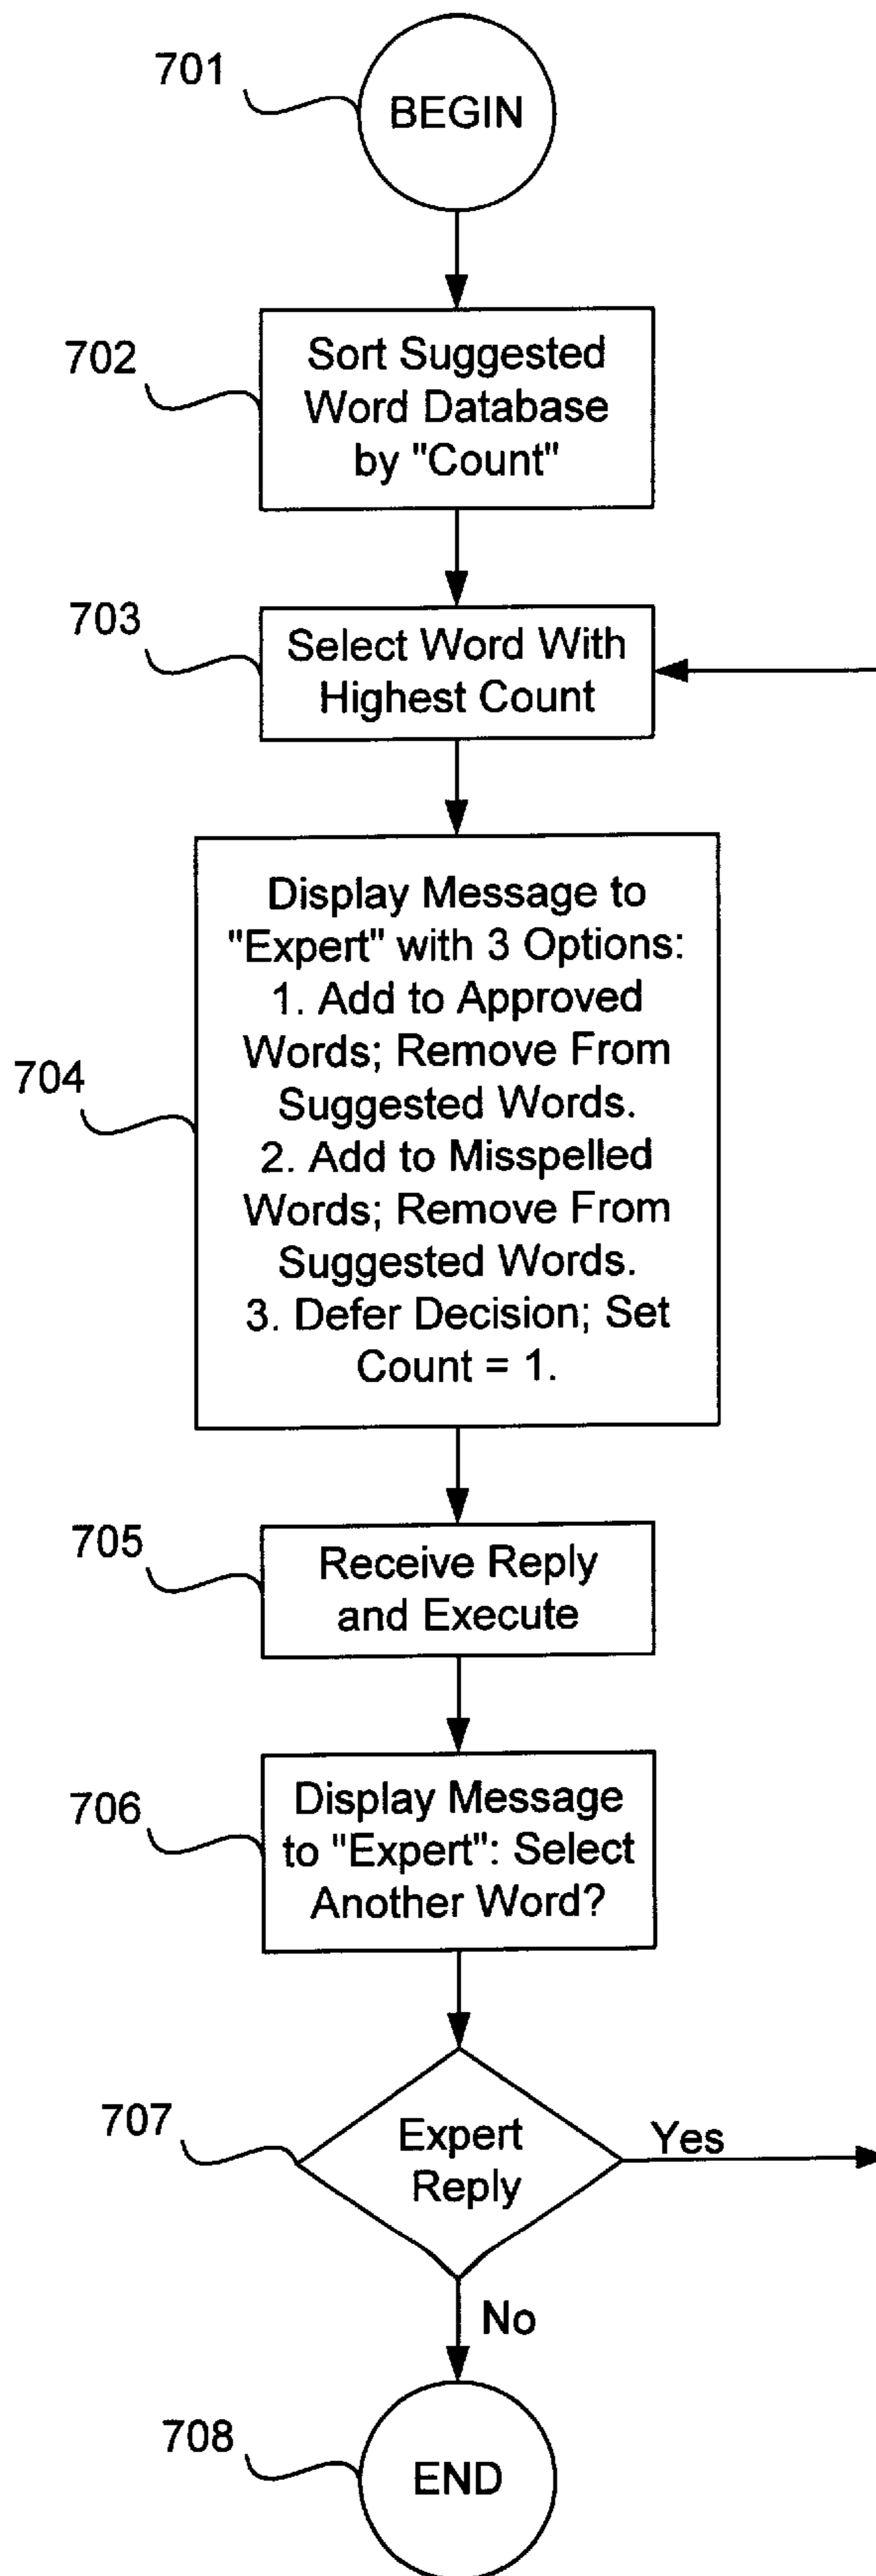 701
BEGIN
702
Sort Suggested
Word Database
by "Count"
703
Select Word With
Highest Count
704
Display Message to
"Expert" with 3 Options:
1. Add to Approved
Words; Remove From
Suggested Words.
2. Add to Misspelled
Words; Remove From
Suggested Words.
3. Defer Decision; Set
Count = 1.
705
Receive Reply
and Execute
706
Display Message
to "Expert": Select
Another Word?
707
Expert
Reply
Yes
No
708
END